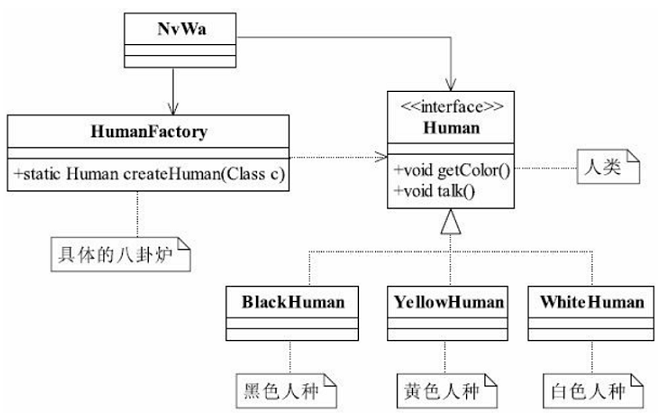 NvWa
HumanFactory
+static Human createHuman(Class c)
具体的八卦炉
<<interface>>
Human
+void getColor()
+void talk()
人类
BlackHuman
YellowHuman
WhiteHuman
黑色人种
黄色人种
白色人种